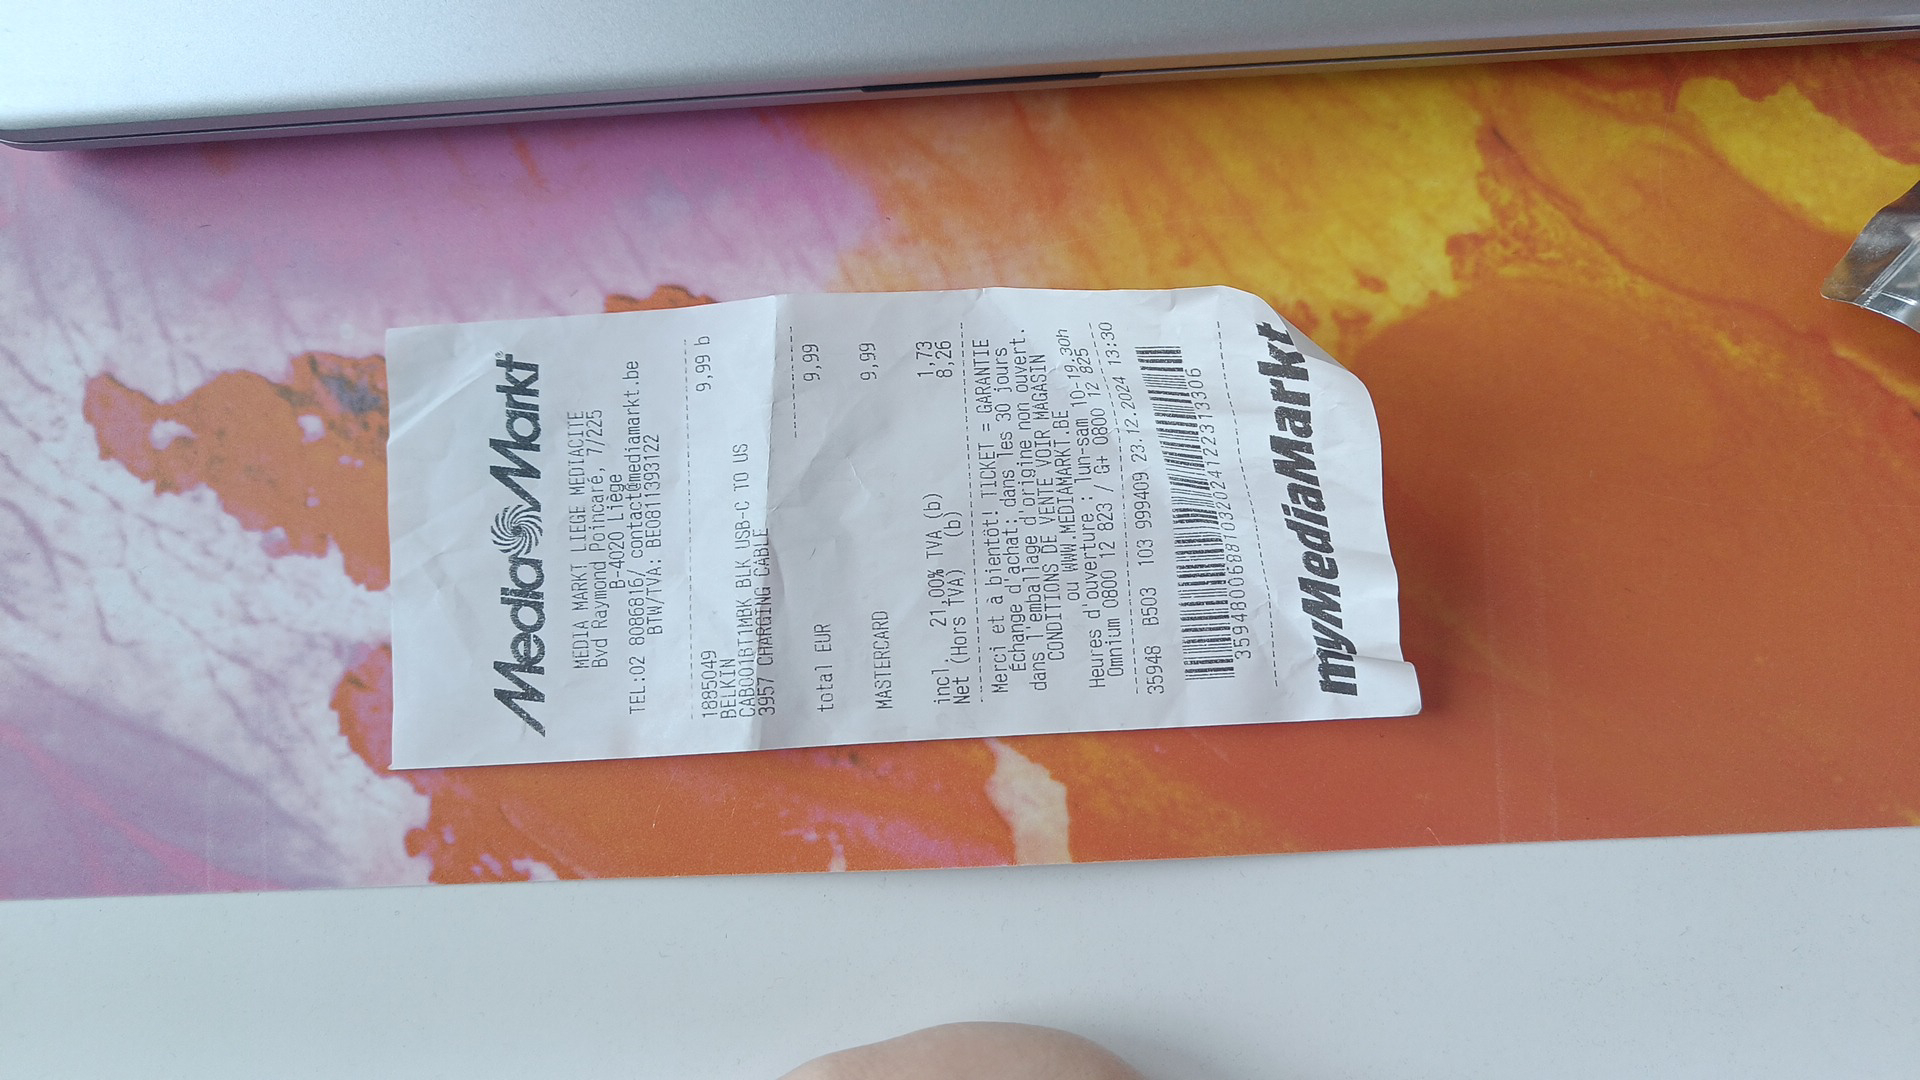 MediaMarkt
MEDIA MARKT LIEGE MEDIACITE
Bvd Raymond Poincaré, 7/225
B-4020 Liège
TEL:02 8086816/ contact@mediamarkt.be
BTW/TVA: BE0811393122
1885049 9,99 b
BELKIN
CAB001BT1MBK BLK USB-C TO US
3957 CHARGING CABLE
total EUR 9,99
MASTERCARD 9,99
incl. 21,00% TVA (b) 1,73
Net (Hors TVA) (b) 8,26
Merci et à bientôt! TICKET = GARANTIE
Échange d'achat: dans les 30 jours
dans l'emballage d'origine non ouvert.
CONDITIONS DE VENTE VOIR MAGASIN
ou WWW.MEDIAMARKT.BE
Heures d'ouverture : lun-sam 10-19.30h
Omnium 0800 12 823 / G+ 0800 12 825
35948 B503 103 999409 23.12.2024 13:30
myMediaMarkt